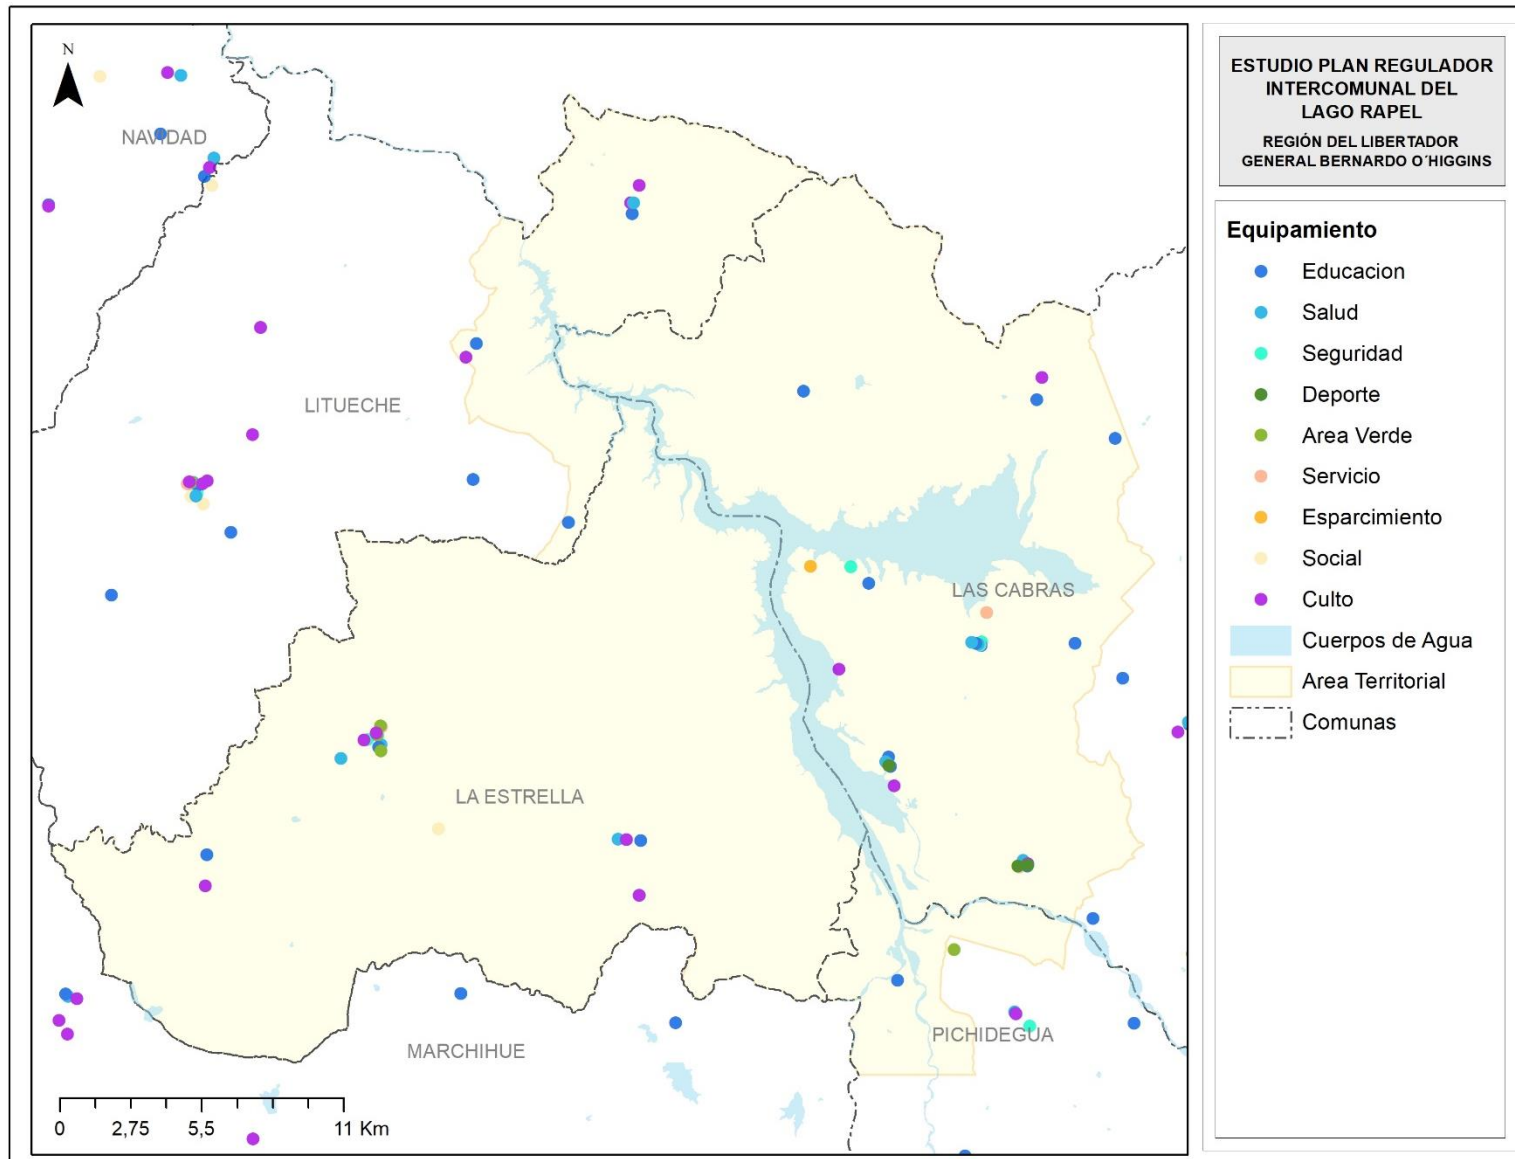 N
NAVIDAD
LITUECHE
LAS CABRAS
LA ESTRELLA
PICHIDEGUA
MARCHIHUE
0 2,75 5,5 11 Km
ESTUDIO PLAN REGULADOR
INTERCOMUNAL DEL
LAGO RAPEL
REGIÓN DEL LIBERTADOR
GENERAL BERNARDO O´HIGGINS
Equipamiento
Educacion
Salud
Seguridad
Deporte
Area Verde
Servicio
Esparcimiento
Social
Culto
Cuerpos de Agua
Area Territorial
Comunas